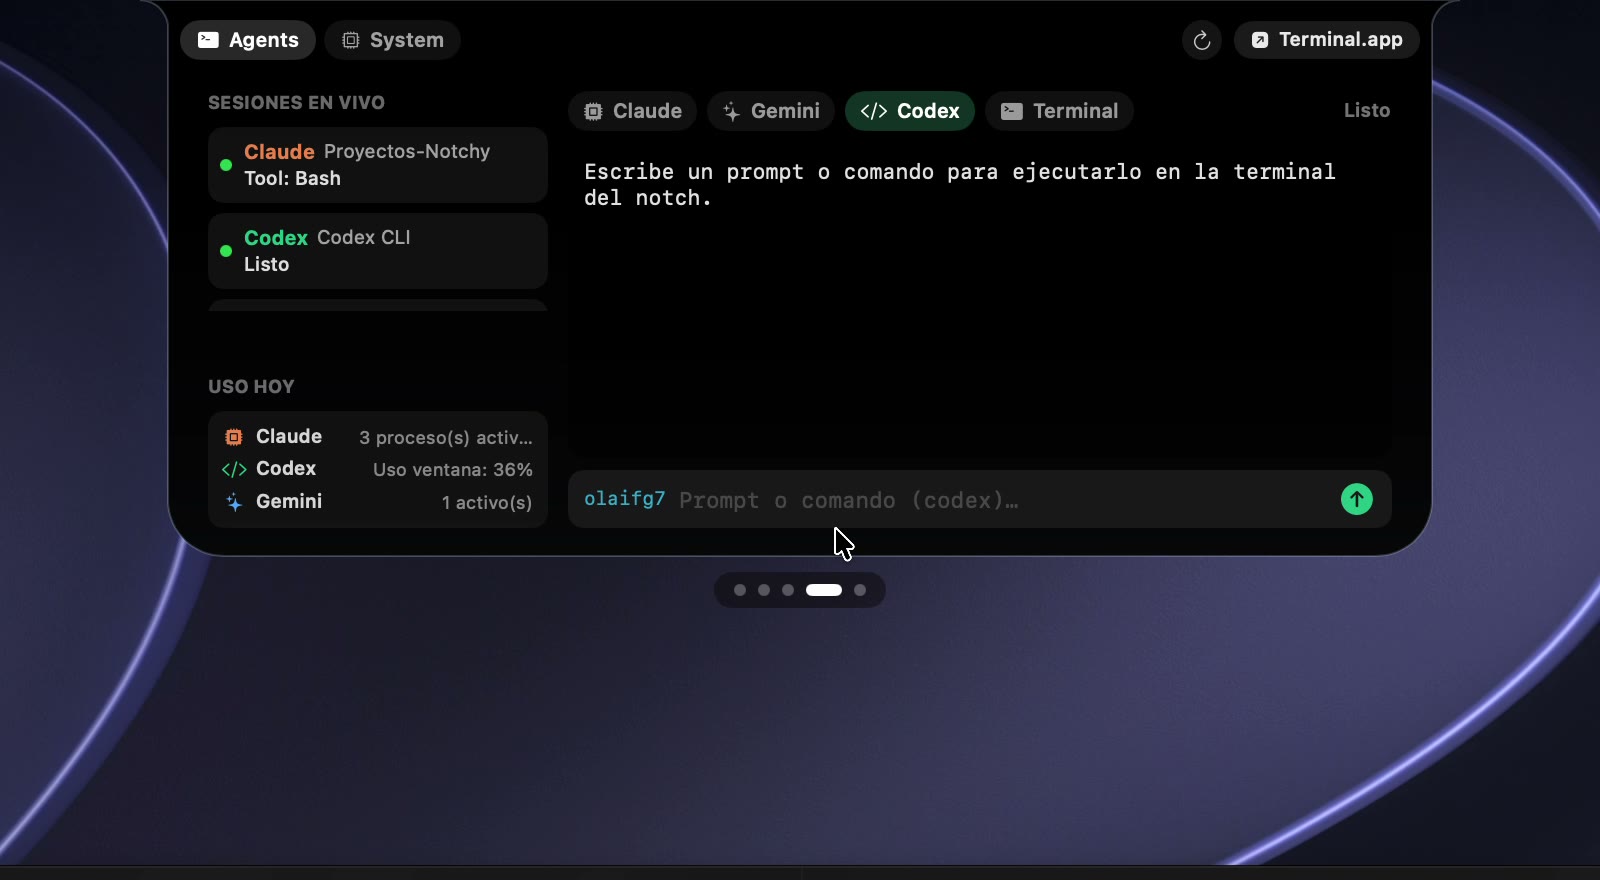 Agents
System
Terminal.app
SESIONES EN VIVO
Claude Proyectos-Notchy
Tool: Bash
Codex Codex CLI
Listo
USO HOY
Claude 3 proceso(s) activ...
Codex Uso ventana: 36%
Gemini 1 activo(s)
Claude
Gemini
</> Codex
Terminal
Listo
Escribe un prompt o comando para ejecutarlo en la terminal
del notch.
olaifg7 Prompt o comando (codex)…